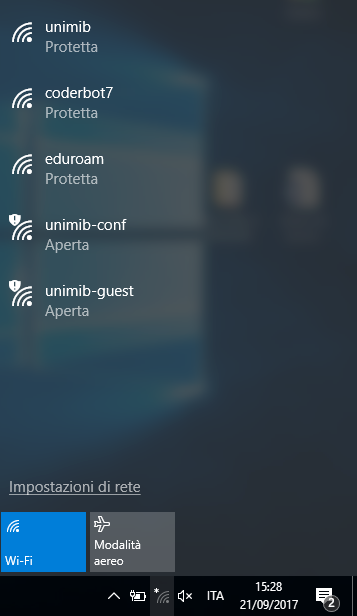 unimib
Protetta
coderbot7
Protetta
eduroam
Protetta
unimib-conf
Aperta
unimib-guest
Aperta
Impostazioni di rete
Wi-Fi
Modalità
aereo
ITA
15:28
21/09/2017
2